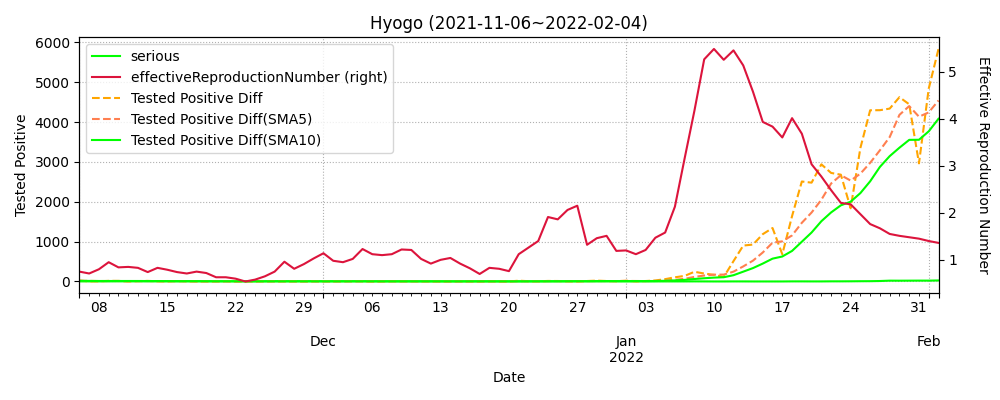 Hyogo (2021-11-06~2022-02-04)
serious
effectiveReproductionNumber (right)
Tested Positive Diff
Tested Positive Diff(SMA5)
Tested Positive Diff(SMA10)
Tested Positive
6000
5000
4000
3000
2000
1000
0
5
4
3
2
1
Effective Reproduction Number
08 15 22 29 06 13 20 27 03 10 17 24 31
Dec Jan Feb
2022
Date